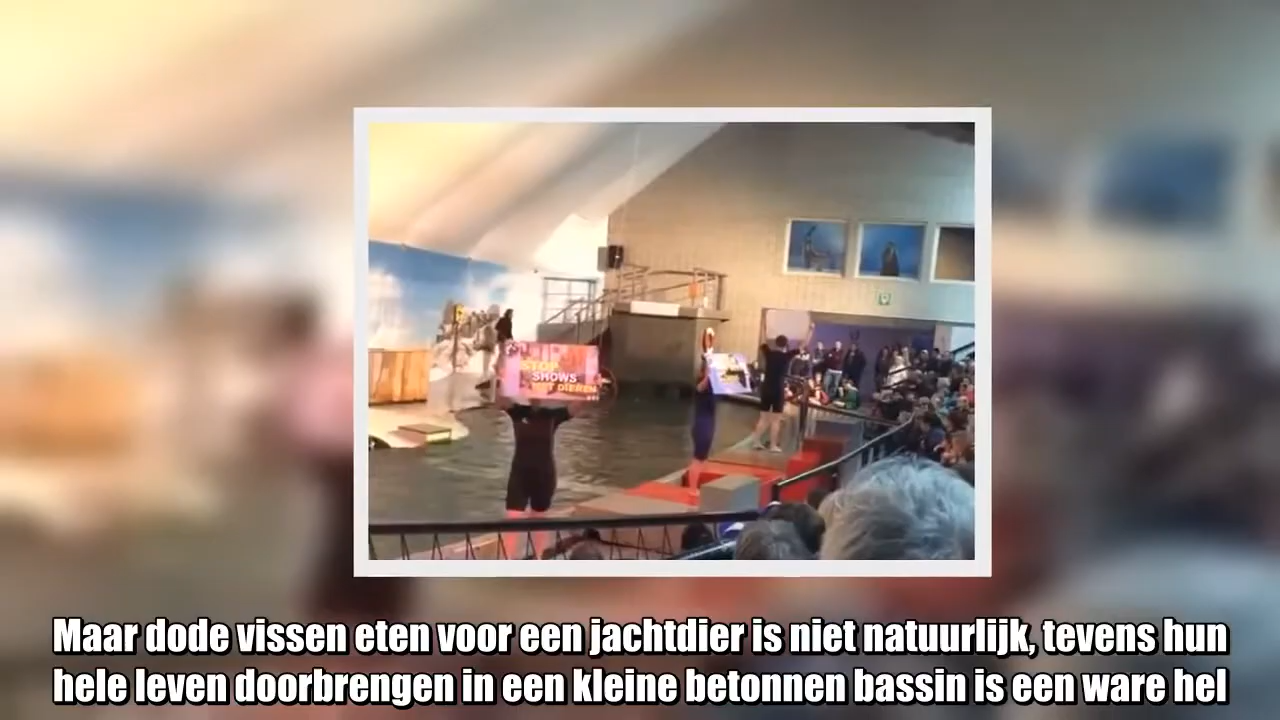 STOP
SHOWS
MET DIEREN
Maar dode vissen eten voor een jachtdier is niet natuurlijk, tevens hun
hele leven doorbrengen in een kleine betonnen bassin is een ware hel